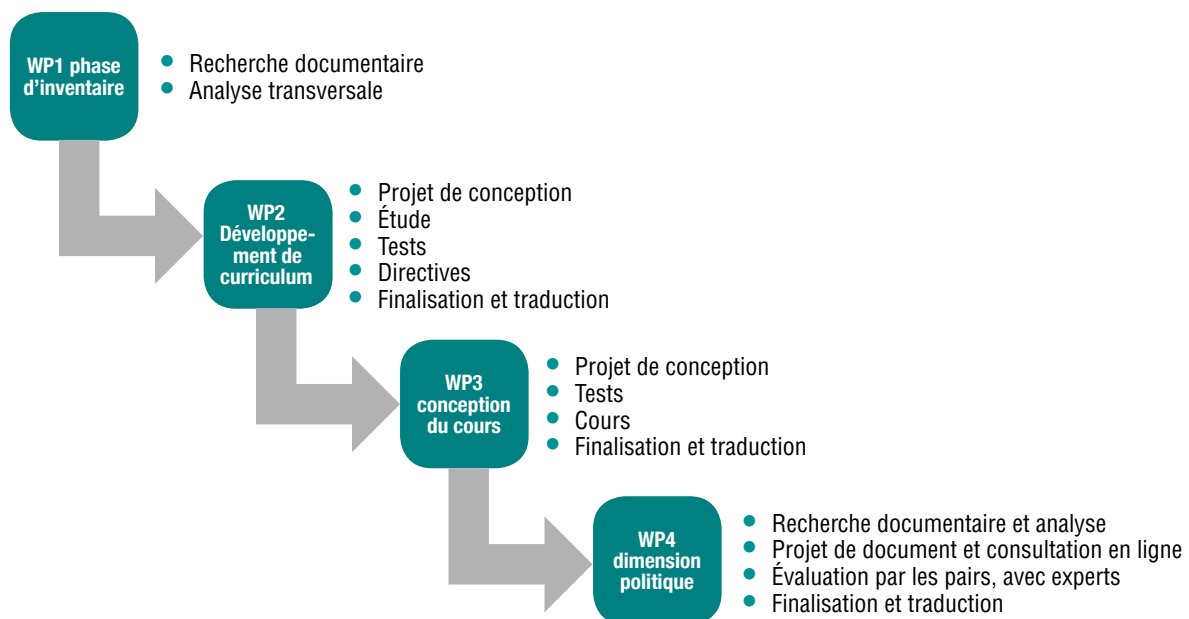 WP1 phase
d’inventaire
Recherche documentaire
Analyse transversale
WP2
Développe-
ment de
curriculum
Projet de conception
Étude
Tests
Directives
Finalisation et traduction
WP3
conception
du cours
Projet de conception
Tests
Cours
Finalisation et traduction
WP4
dimension
politique
Recherche documentaire et analyse
Projet de document et consultation en ligne
Évaluation par les pairs, avec experts
Finalisation et traduction